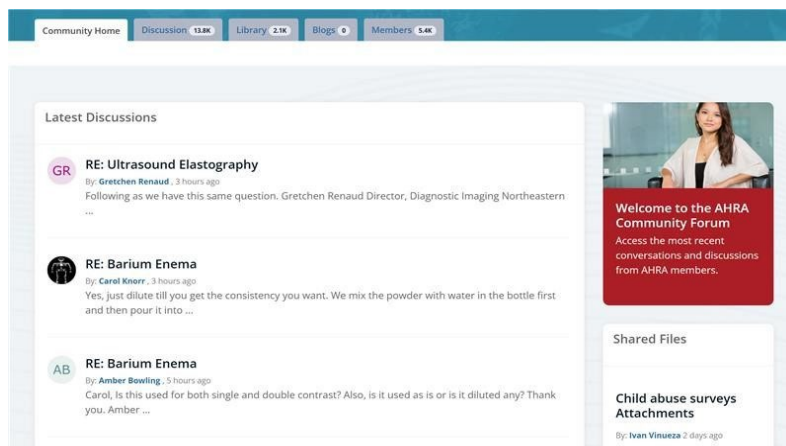 Community Home
Discussion 13.8K
Library 2.1K
Blogs 0
Members 5.4K
Latest Discussions
GR
RE: Ultrasound Elastography
By: Gretchen Renaud , 3 hours ago
Following as we have this same question. Gretchen Renaud Director, Diagnostic Imaging Northeastern
...
RE: Barium Enema
By: Carol Knorr , 3 hours ago
Yes, just dilute till you get the consistency you want. We mix the powder with water in the bottle first
and then pour it into ...
AB
RE: Barium Enema
By: Amber Bowling , 5 hours ago
Carol, Is this used for both single and double contrast? Also, is it used as is or is it diluted any? Thank
you. Amber ...
Welcome to the AHRA
Community Forum
Access the most recent
conversations and discussions
from AHRA members.
Shared Files
Child abuse surveys
Attachments
By: Ivan Vinueza 2 days ago